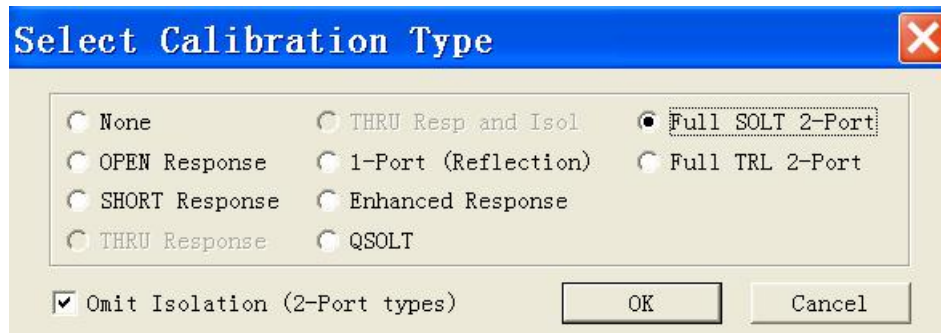 Select Calibration Type
None
THRU Resp and Isol
Full SOLT 2-Port
OPEN Response
1-Port (Reflection)
Full TRL 2-Port
SHORT Response
Enhanced Response
THRU Response
QSOLT
Omit Isolation (2-Port types)
OK
Cancel